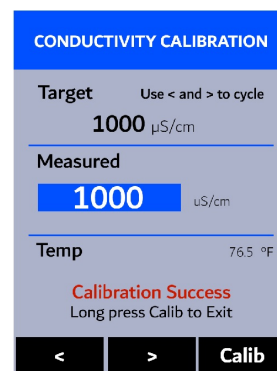 CONDUCTIVITY CALIBRATION
Target Use < and > to cycle
1000 µS/cm
Measured
1000 uS/cm
Temp 76.5 °F
Calibration Success
Long press Calib to Exit
< > Calib